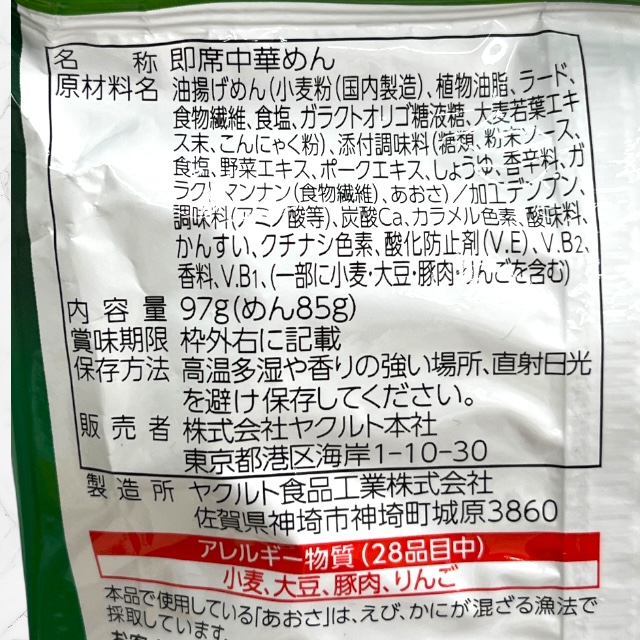 名称 即席中華めん
原材料名 油揚げめん(小麦粉(国内製造)、植物油脂、ラード、
食物繊維、食塩、ガラクトオリゴ糖液糖、大麦若葉エキ
ス末、こんにゃく粉)、添付調味料(糖類、粉末ソース、
食塩、野菜エキス、ポークエキス、しょうゆ、香辛料、ガ
ラクトマンナン(食物繊維)、あおさ)/加工デンプン、
調味料(アミノ酸等)、炭酸Ca、カラメル色素、酸味料、
かんすい、クチナシ色素、酸化防止剤(V.E)、V.B2、
香料、V.B1、(一部に小麦・大豆・豚肉・りんごを含む)
内容量 97g(めん85g)
賞味期限 枠外右に記載
保存方法 高温多湿や香りの強い場所、直射日光
を避け保存してください。
販売者 株式会社ヤクルト本社
東京都港区海岸1-10-30
製造所 ヤクルト食品工業株式会社
佐賀県神埼市神埼町城原3860
アレルギー物質(28品目中)
小麦、大豆、豚肉、りんご
本品で使用している「あおさ」は、えび、かにが混ざる漁法で
採取しています。